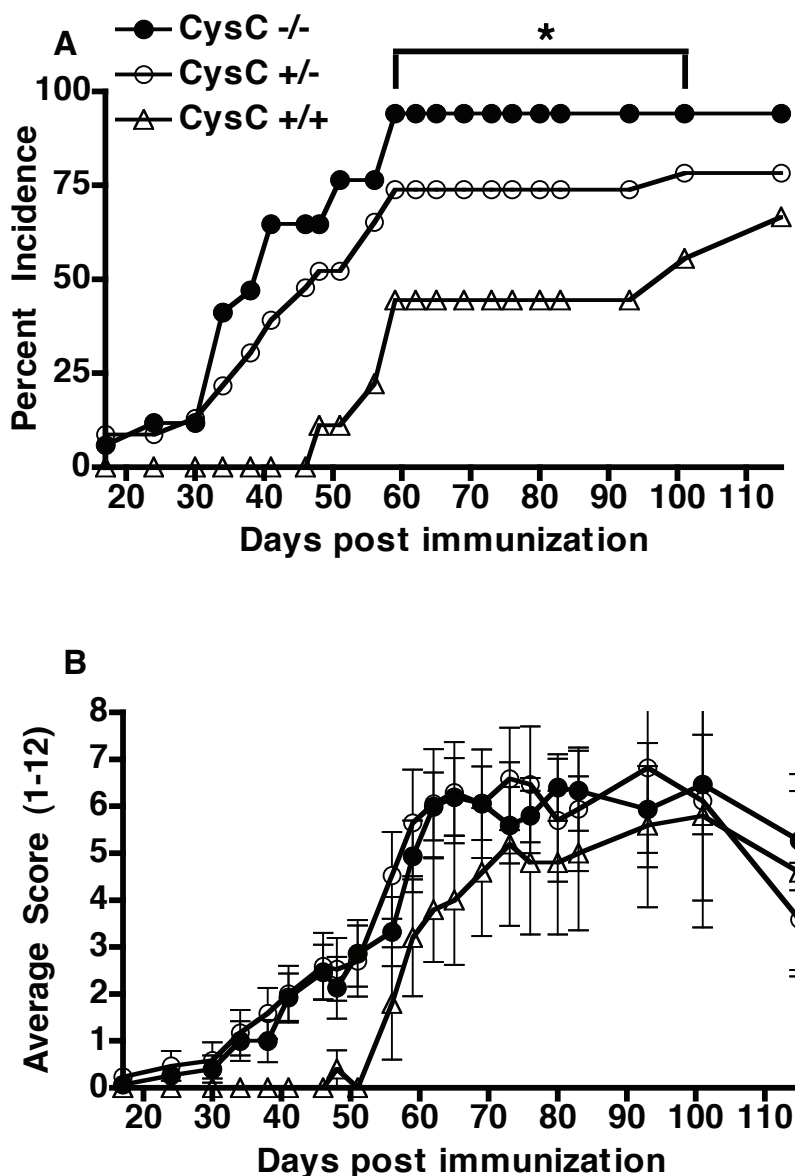 A
CysC -/-
CysC +/-
CysC +/+
*
100
75
50
25
0
Percent Incidence
20 30 40 50 60 70 80 90 100 110
Days post immunization
B
8
7
6
5
4
3
2
1
0
Average Score (1-12)
20 30 40 50 60 70 80 90 100 110
Days post immunization